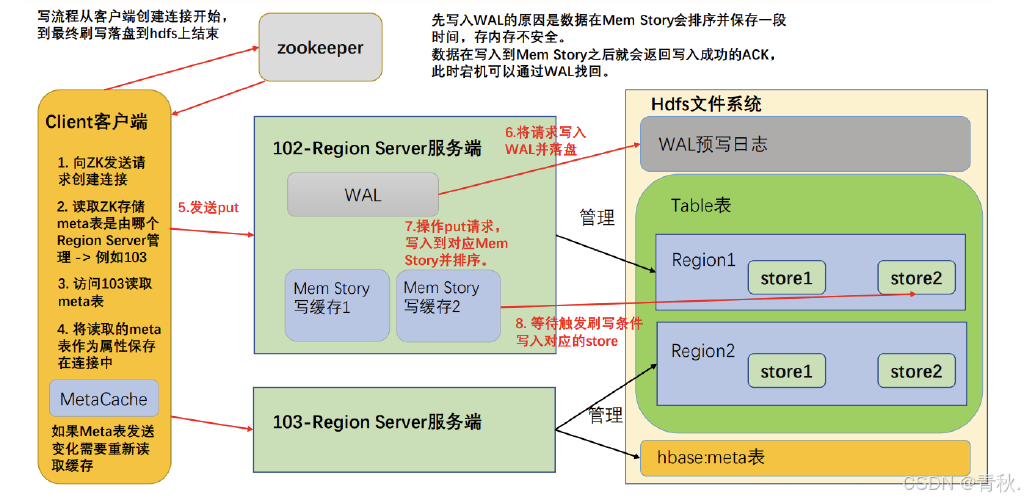 写流程从客户端创建连接开始，
到最终刷写落盘到hdfs上结束
zookeeper
先写入WAL的原因是数据在Mem Story会排序并保存一段
时间，存内存不安全。
数据在写入到Mem Story之后就会返回写入成功的ACK，
此时宕机可以通过WAL找回。
Client客户端
1. 向ZK发送请
求创建连接
2. 读取ZK存储
meta表是由哪个
Region Server管
理 -> 例如103
3. 访问103读取
meta表
4. 将读取的meta
表作为属性保存
在连接中
MetaCache
如果Meta表发送
变化需要重新读
取缓存
5.发送put
102-Region Server服务端
WAL
6.将请求写入
WAL并落盘
7.操作put请求，
写入到对应Mem
Story并排序。
Mem Story
写缓存1
Mem Story
写缓存2
8. 等待触发刷写条件
写入对应的store
103-Region Server服务端
管理
管理
Hdfs文件系统
WAL预写日志
Table表
Region1
store1
store2
Region2
store1
store2
hbase:meta表
CSDN @青秋.